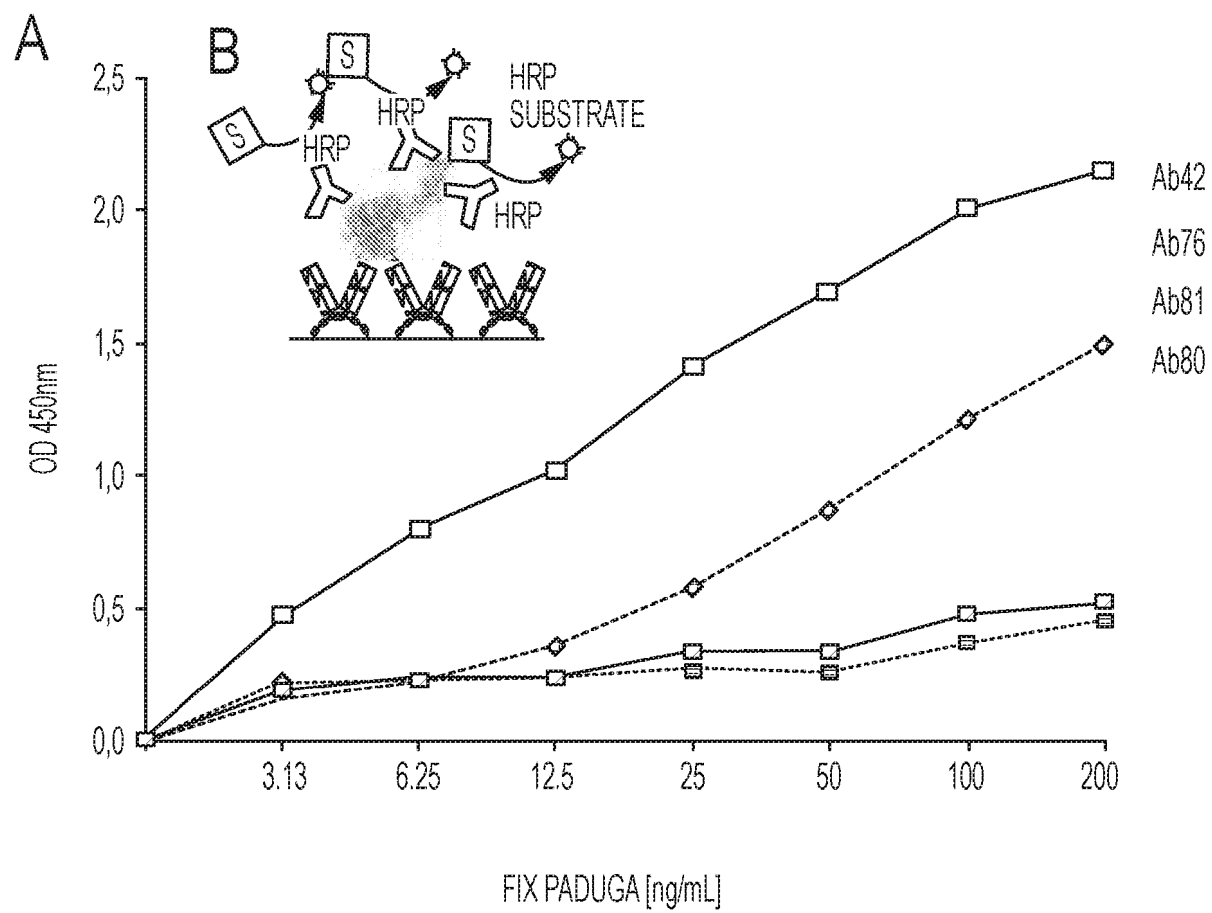 A
B
S
HRP
SUBSTRATE
S
HRP
S
HRP
HRP
2,5
2,0
1,5
1,0
0,5
0,0
OD 450nm
3.13 6.25 12.5 25 50 100 200
FIX PADUGA [ng/mL]
Ab42
Ab76
Ab81
Ab80